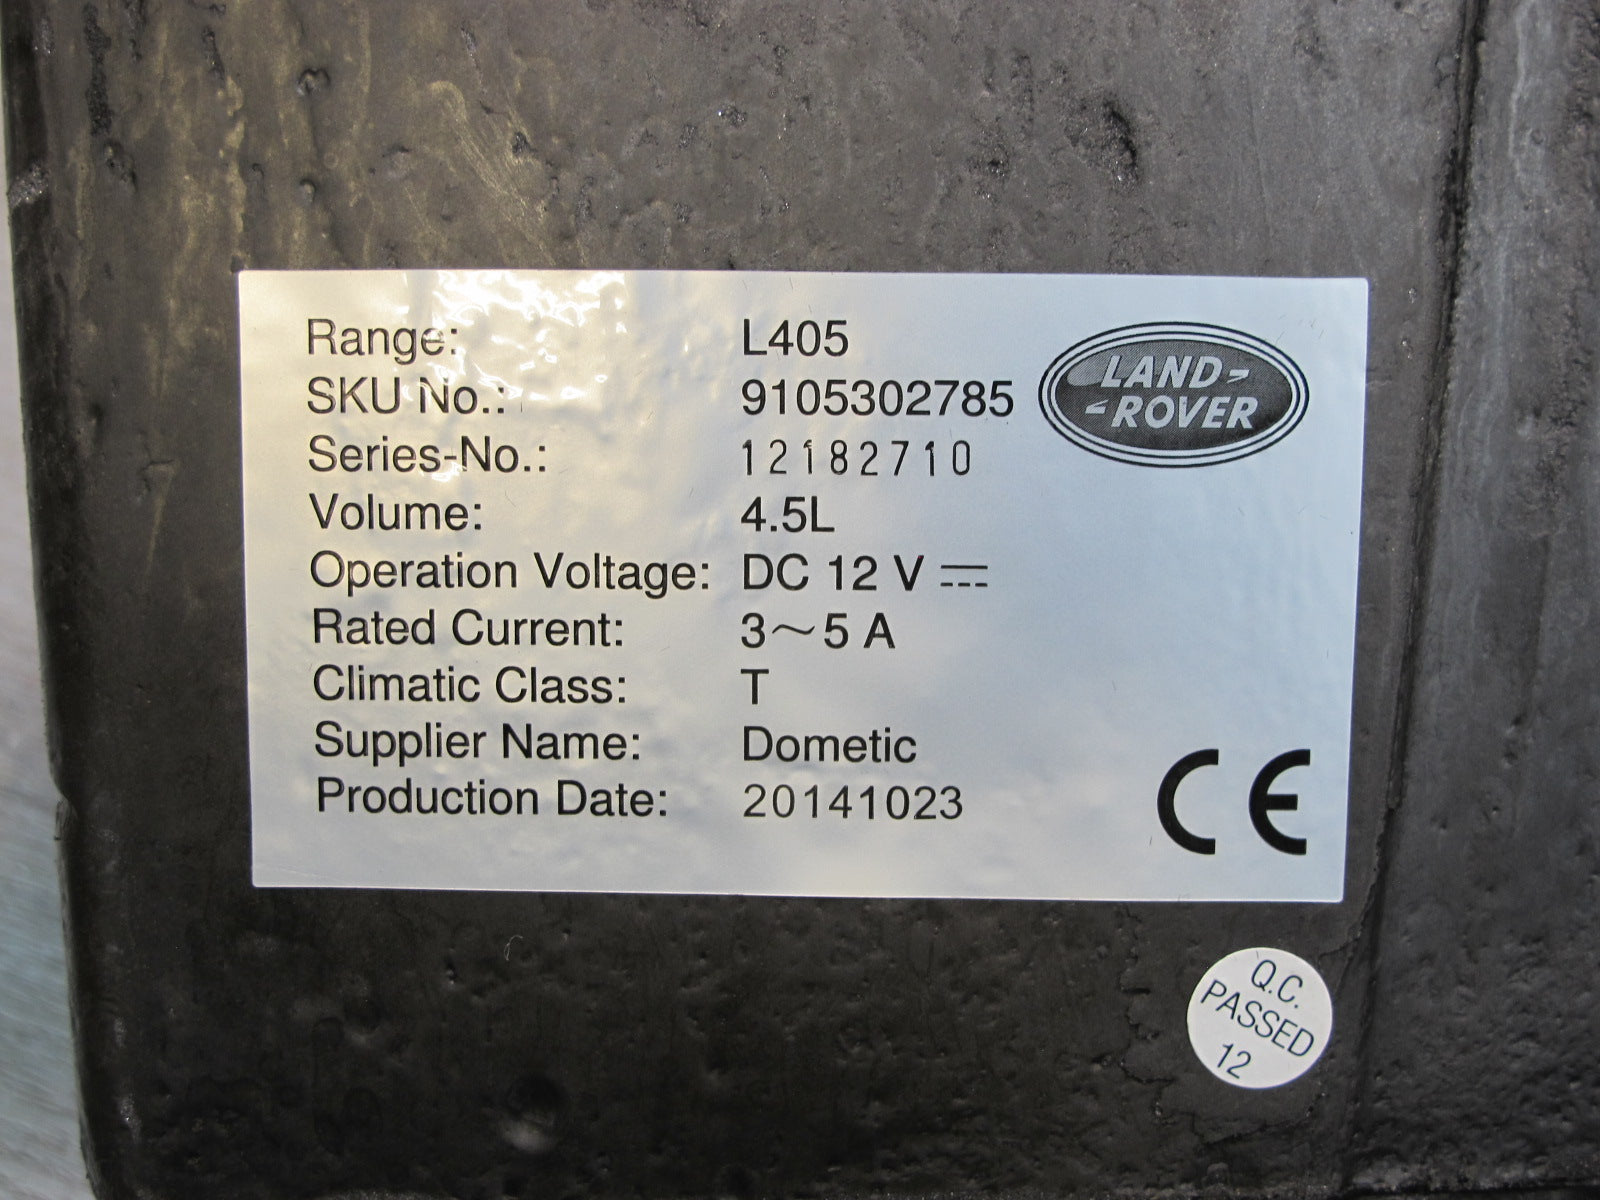 Range: L405
SKU No.: 9105302785
Series-No.: 12182710
Volume: 4.5L
Operation Voltage: DC 12 V ⎓
Rated Current: 3~5 A
Climatic Class: T
Supplier Name: Dometic
Production Date: 20141023
LAND-
-ROVER
CE
Q.C.
PASSED
12